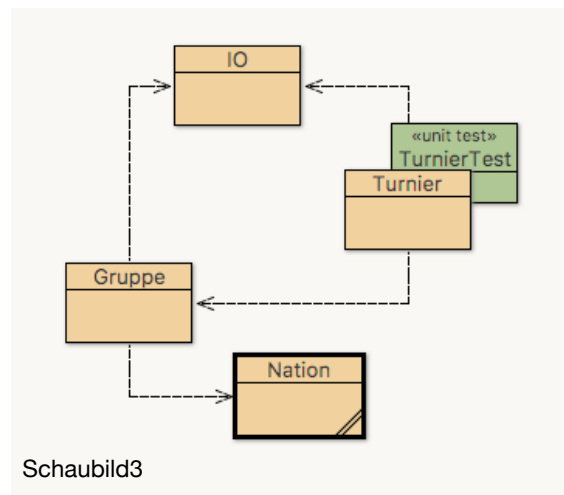 IO
«unit test»
TurnierTest
Turnier
Gruppe
Nation
Schaubild3